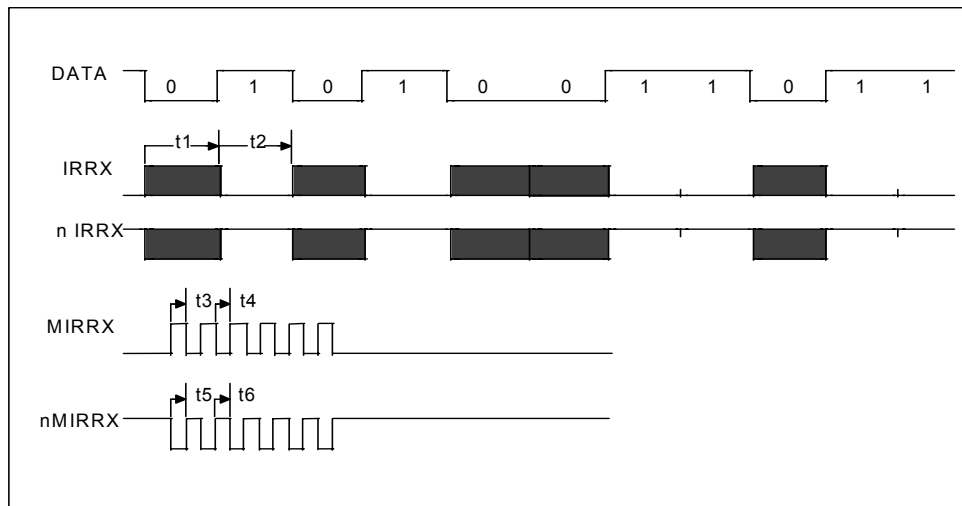 DATA
0 1 0 1 0 0 1 1 0 1 1
t1 t2
IRRX
n IRRX
t3 t4
MIRRX
t5 t6
nMIRRX